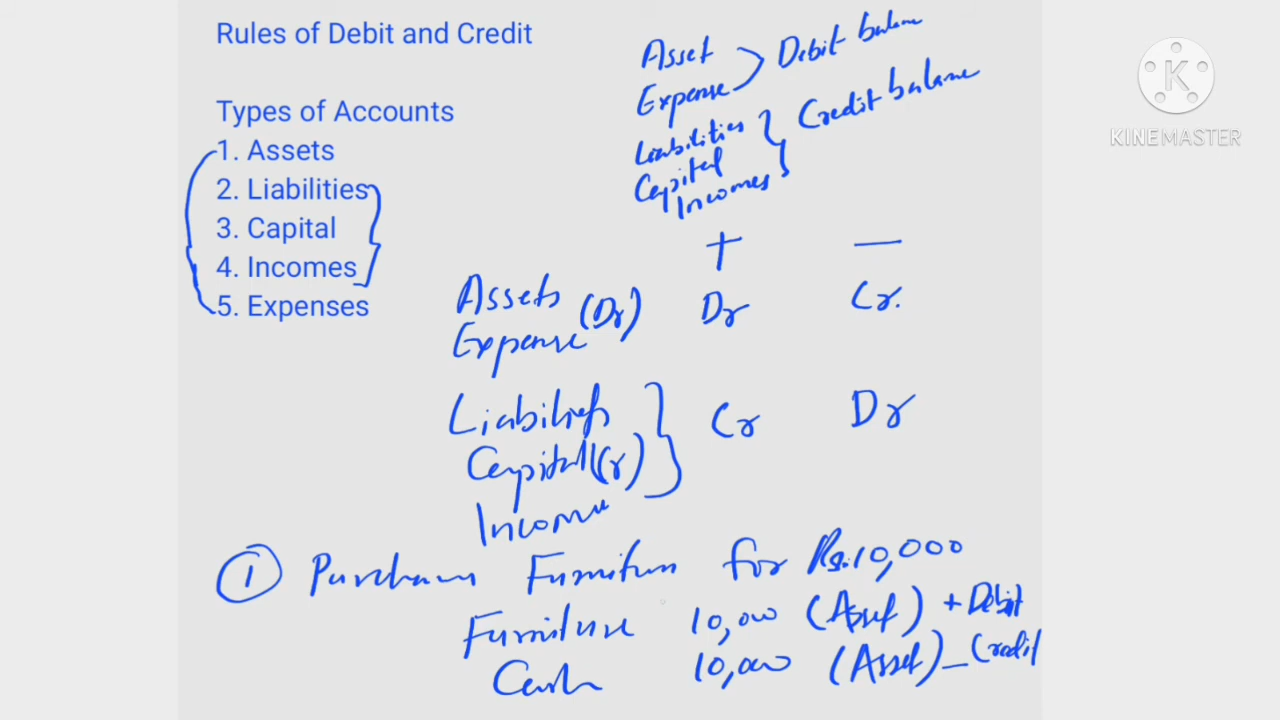 Rules of Debit and Credit
Types of Accounts
1. Assets
2. Liabilities
3. Capital
4. Incomes
5. Expenses
Asset
Expense
Debit balance
Liabilities
Capital
Incomes
Credit balance
KINEMASTER
+ −
Assets
Expense (Dr) Dr Cr.
Liabilities
Capital (Cr) Cr Dr
Income
① Purchases Furniture for Rs.10,000
Furniture 10,000 (Asset) + Debit
Cash 10,000 (Asset) − Credit